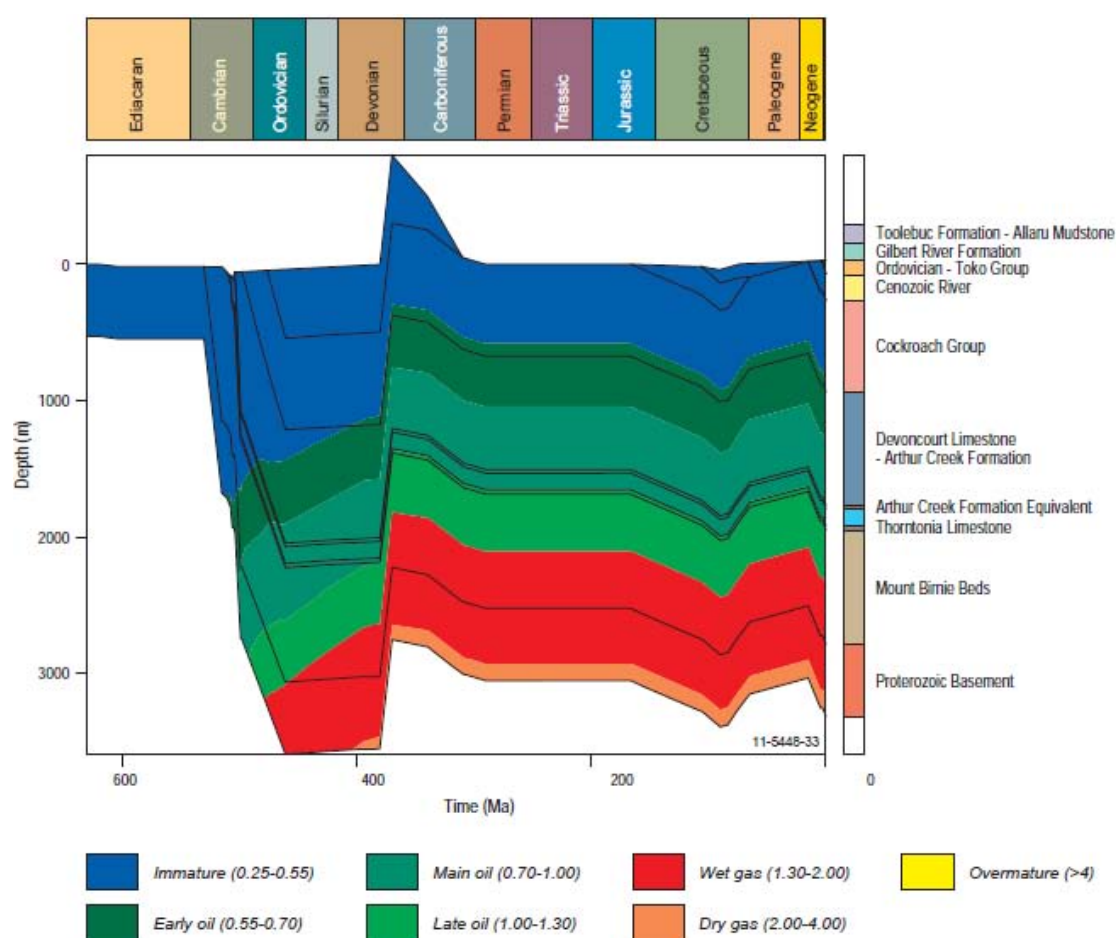 Ediacaran
Cambrian
Ordovician
Silurian
Devonian
Carboniferous
Permian
Triassic
Jurassic
Cretaceous
Paleogene
Neogene
0
1000
2000
3000
Depth (m)
Toolebuc Formation - Allaru Mudstone
Gilbert River Formation
Ordovician - Toko Group
Cenozoic River
Cockroach Group
Devoncourt Limestone
- Arthur Creek Formation
Arthur Creek Formation Equivalent
Thorntonia Limestone
Mount Birnie Beds
Proterozoic Basement
11-5448-33
600
400
200
0
Time (Ma)
Immature (0.25-0.55)
Main oil (0.70-1.00)
Wet gas (1.30-2.00)
Overmature (>4)
Early oil (0.55-0.70)
Late oil (1.00-1.30)
Dry gas (2.00-4.00)